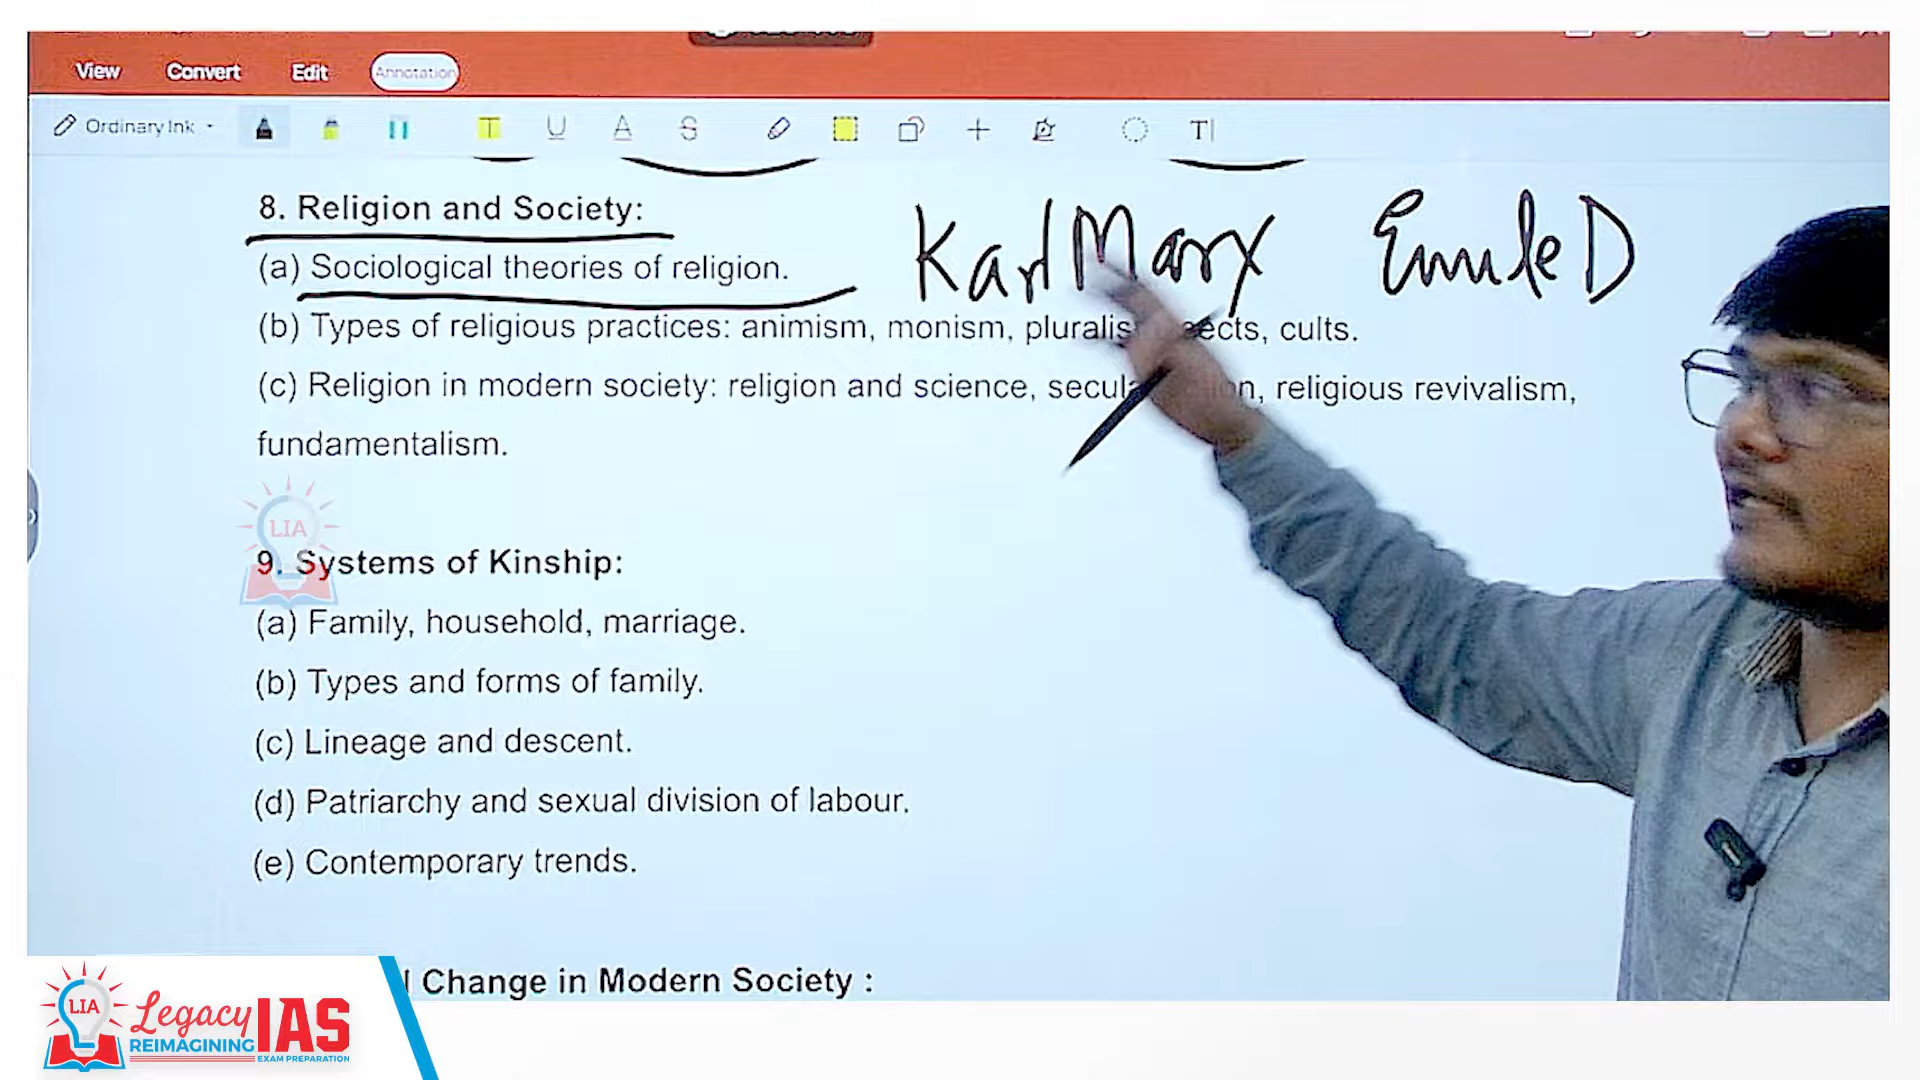 View Convert Edit Annotation
Ordinary Ink T U A S T
8. Religion and Society:
Karl Marx Emile D
(a) Sociological theories of religion.
(b) Types of religious practices: animism, monism, cults.
(c) Religion in modern society: religion and science, religious revivalism,
fundamentalism.
LIA
9. Systems of Kinship:
(a) Family, household, marriage.
(b) Types and forms of family.
(c) Lineage and descent.
(d) Patriarchy and sexual division of labour.
(e) Contemporary trends.
Change in Modern Society :
LIA
Legacy IAS
REIMAGINING
EXAM PREPARATION